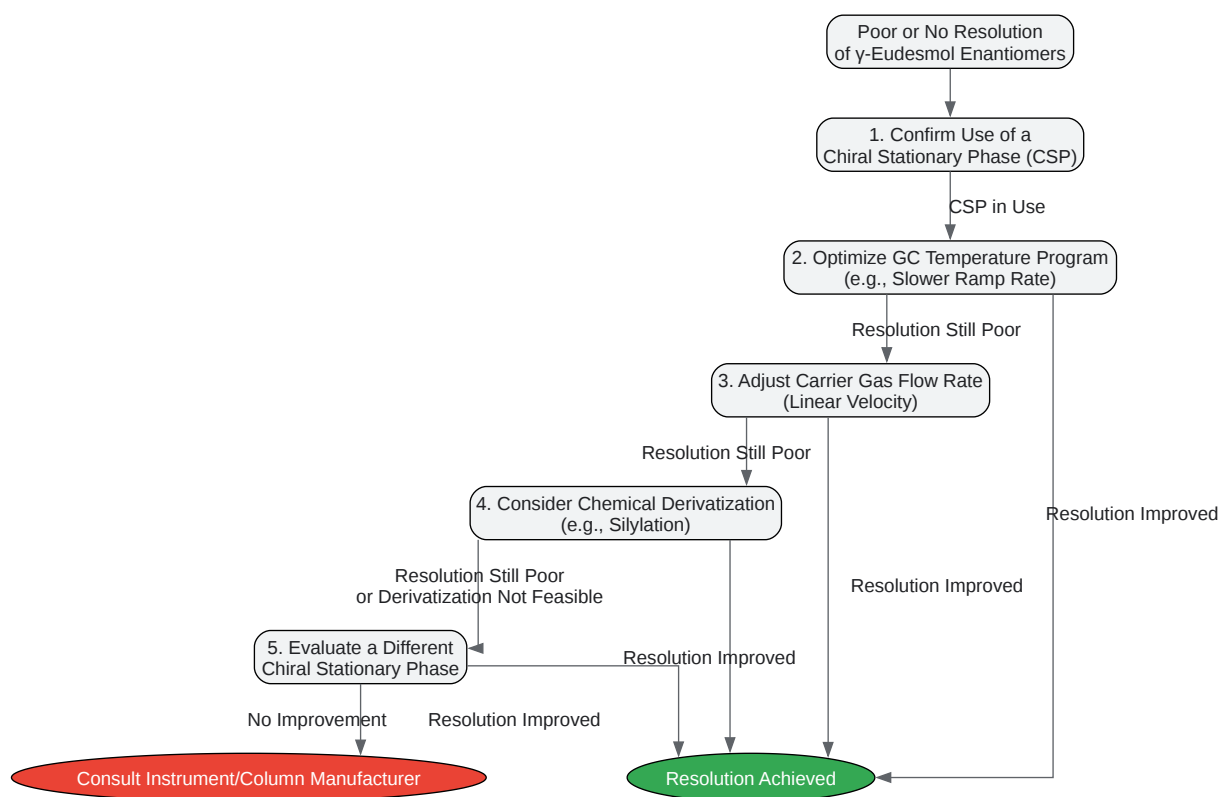 Poor or No Resolution
of γ-Eudesmol Enantiomers
1. Confirm Use of a
Chiral Stationary Phase (CSP)
CSP in Use
2. Optimize GC Temperature Program
(e.g., Slower Ramp Rate)
Resolution Still Poor
3. Adjust Carrier Gas Flow Rate
(Linear Velocity)
Resolution Still Poor
4. Consider Chemical Derivatization
(e.g., Silylation)
Resolution Improved
Resolution Still Poor
or Derivatization Not Feasible
Resolution Improved
5. Evaluate a Different
Chiral Stationary Phase
Resolution Improved
No Improvement
Resolution Improved
Consult Instrument/Column Manufacturer
Resolution Achieved